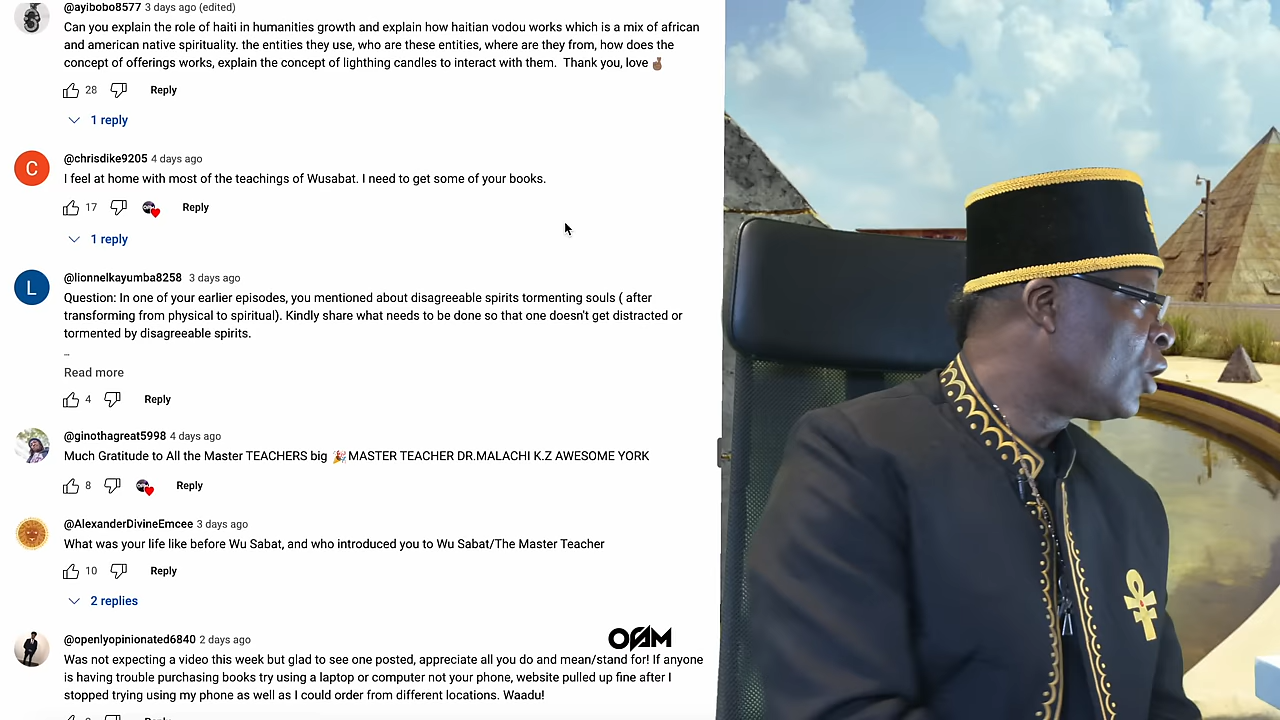 @ayibobo8577 3 days ago (edited)
Can you explain the role of haiti in humanities growth and explain how haitian vodou works which is a mix of african
and american native spirituality. the entities they use, who are these entities, where are they from, how does the
concept of offerings works, explain the concept of lighthing candles to interact with them. Thank you, love 🤞🏾
28 Reply
1 reply
C
@chrisdike9205 4 days ago
I feel at home with most of the teachings of Wusabat. I need to get some of your books.
17 Reply
1 reply
L
@lionnelkayumba8258 3 days ago
Question: In one of your earlier episodes, you mentioned about disagreeable spirits tormenting souls ( after
transforming from physical to spiritual). Kindly share what needs to be done so that one doesn't get distracted or
tormented by disagreeable spirits.
..
Read more
4 Reply
@ginothagreat5998 4 days ago
Much Gratitude to All the Master TEACHERS big 🎉MASTER TEACHER DR.MALACHI K.Z AWESOME YORK
8 Reply
@AlexanderDivineEmcee 3 days ago
What was your life like before Wu Sabat, and who introduced you to Wu Sabat/The Master Teacher
10 Reply
2 replies
OFAM
@openlyopinionated6840 2 days ago
Was not expecting a video this week but glad to see one posted, appreciate all you do and mean/stand for! If anyone
is having trouble purchasing books try using a laptop or computer not your phone, website pulled up fine after I
stopped trying using my phone as well as I could order from different locations. Waadu!